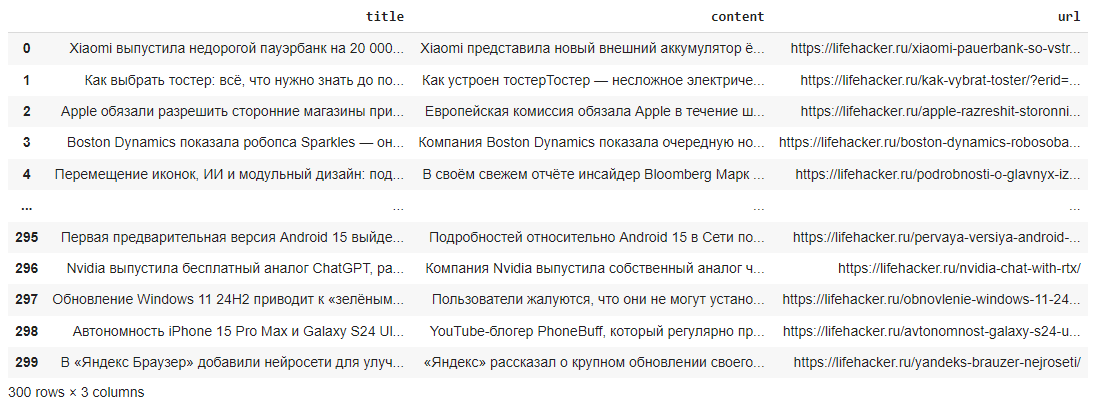 title content url
0 Xiaomi выпустила недорогой пауэрбанк на 20 000... Xiaomi представила новый внешний аккумулятор ё... https://lifehacker.ru/xiaomi-pauerbank-so-vstr...
1 Как выбрать тостер: всё, что нужно знать до по... Как устроен тостерТостер — несложное электриче... https://lifehacker.ru/kak-vybrat-toster/?erid=...
2 Apple обязали разрешить сторонние магазины при... Европейская комиссия обязала Apple в течение ш... https://lifehacker.ru/apple-razreshit-storonni...
3 Boston Dynamics показала робопса Sparkles — он... Компания Boston Dynamics показала очередную но... https://lifehacker.ru/boston-dynamics-robosoba...
4 Перемещение иконок, ИИ и модульный дизайн: под... В своём свежем отчёте инсайдер Bloomberg Марк ... https://lifehacker.ru/podrobnosti-o-glavnyx-iz...
... ... ... ...
295 Первая предварительная версия Android 15 выйде... Подробностей относительно Android 15 в Сети по... https://lifehacker.ru/pervaya-versiya-android-...
296 Nvidia выпустила бесплатный аналог ChatGPT, ра... Компания Nvidia выпустила собственный аналог ч... https://lifehacker.ru/nvidia-chat-with-rtx/
297 Обновление Windows 11 24H2 приводит к «зелёным... Пользователи жалуются, что они не могут устано... https://lifehacker.ru/obnovlenie-windows-11-24...
298 Автономность iPhone 15 Pro Max и Galaxy S24 Ul... YouTube-блогер PhoneBuff, который регулярно пр... https://lifehacker.ru/avtonomnost-galaxy-s24-u...
299 В «Яндекс Браузер» добавили нейросети для улуч... «Яндекс» рассказал о крупном обновлении своего... https://lifehacker.ru/yandeks-brauzer-nejroseti/
300 rows × 3 columns